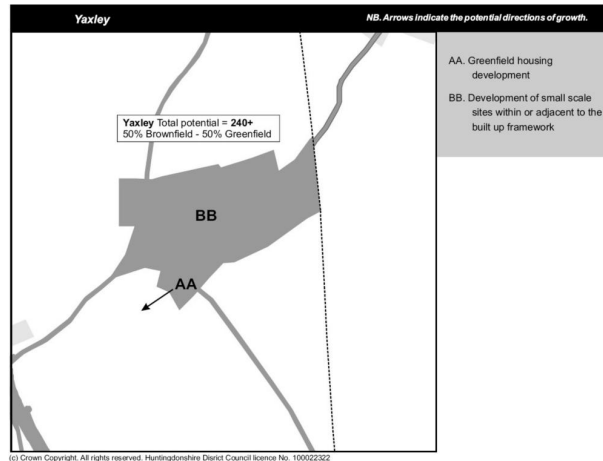 Yaxley
NB. Arrows indicate the potential directions of growth.
Yaxley Total potential = 240+
50% Brownfield - 50% Greenfield
BB
AA
AA. Greenfield housing
development
BB. Development of small scale
sites within or adjacent to the
built up framework
(c) Crown Copyright. All rights reserved. Huntingdonshire Disrict Council licence No. 100022322